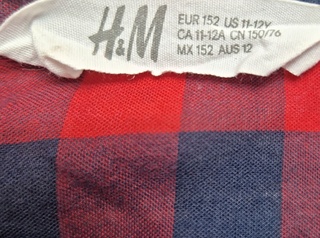 H&M
EUR 152 US 11-12Y
CA 11-12A CN 150/76
MX 152 AUS 12